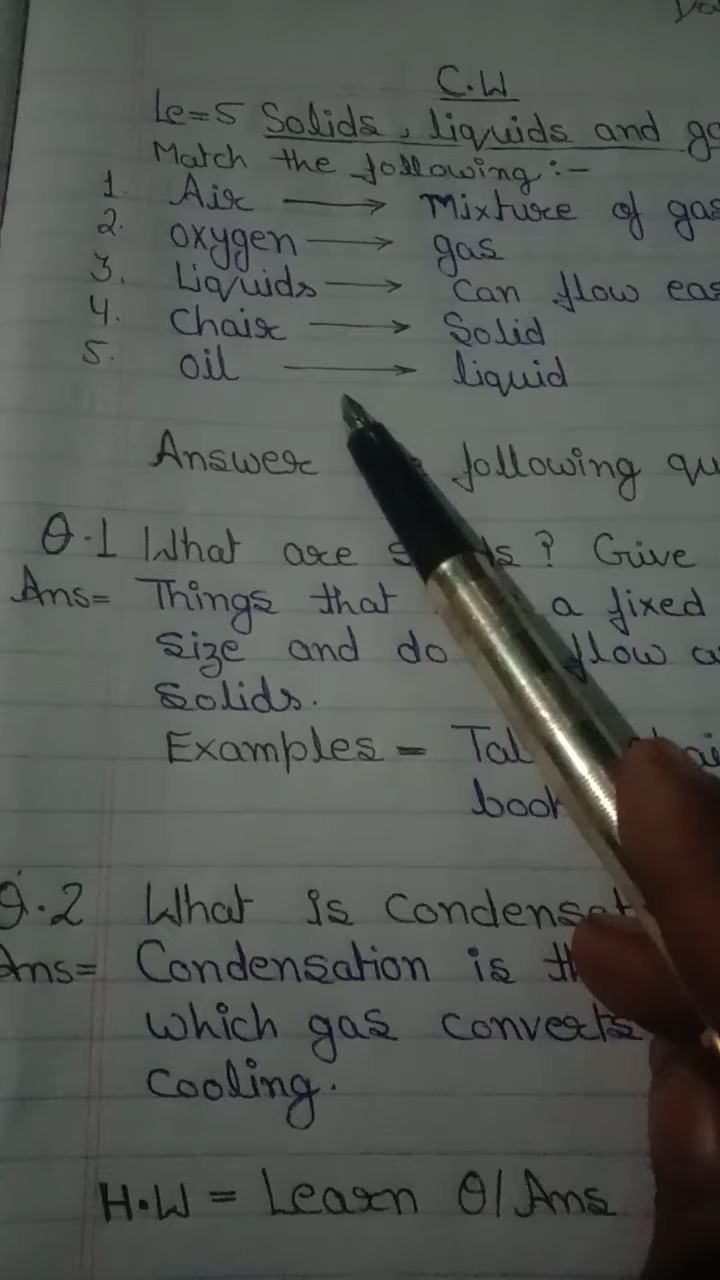 C.W
Le=5 Solids, liquids and
Match the following:-
1. Air → Mixture of
2. oxygen → gas
3. Liquids → Can flow
4. Chair → Solid
5. oil → liquid
Answer following
Q.1 What are ? Give
Ans= Things that a fixed
size and do flow
solids.
Examples =
Q.2 What is
Ans= Condensation is
which gas converts
cooling.
H.W = Learn Q/Ans